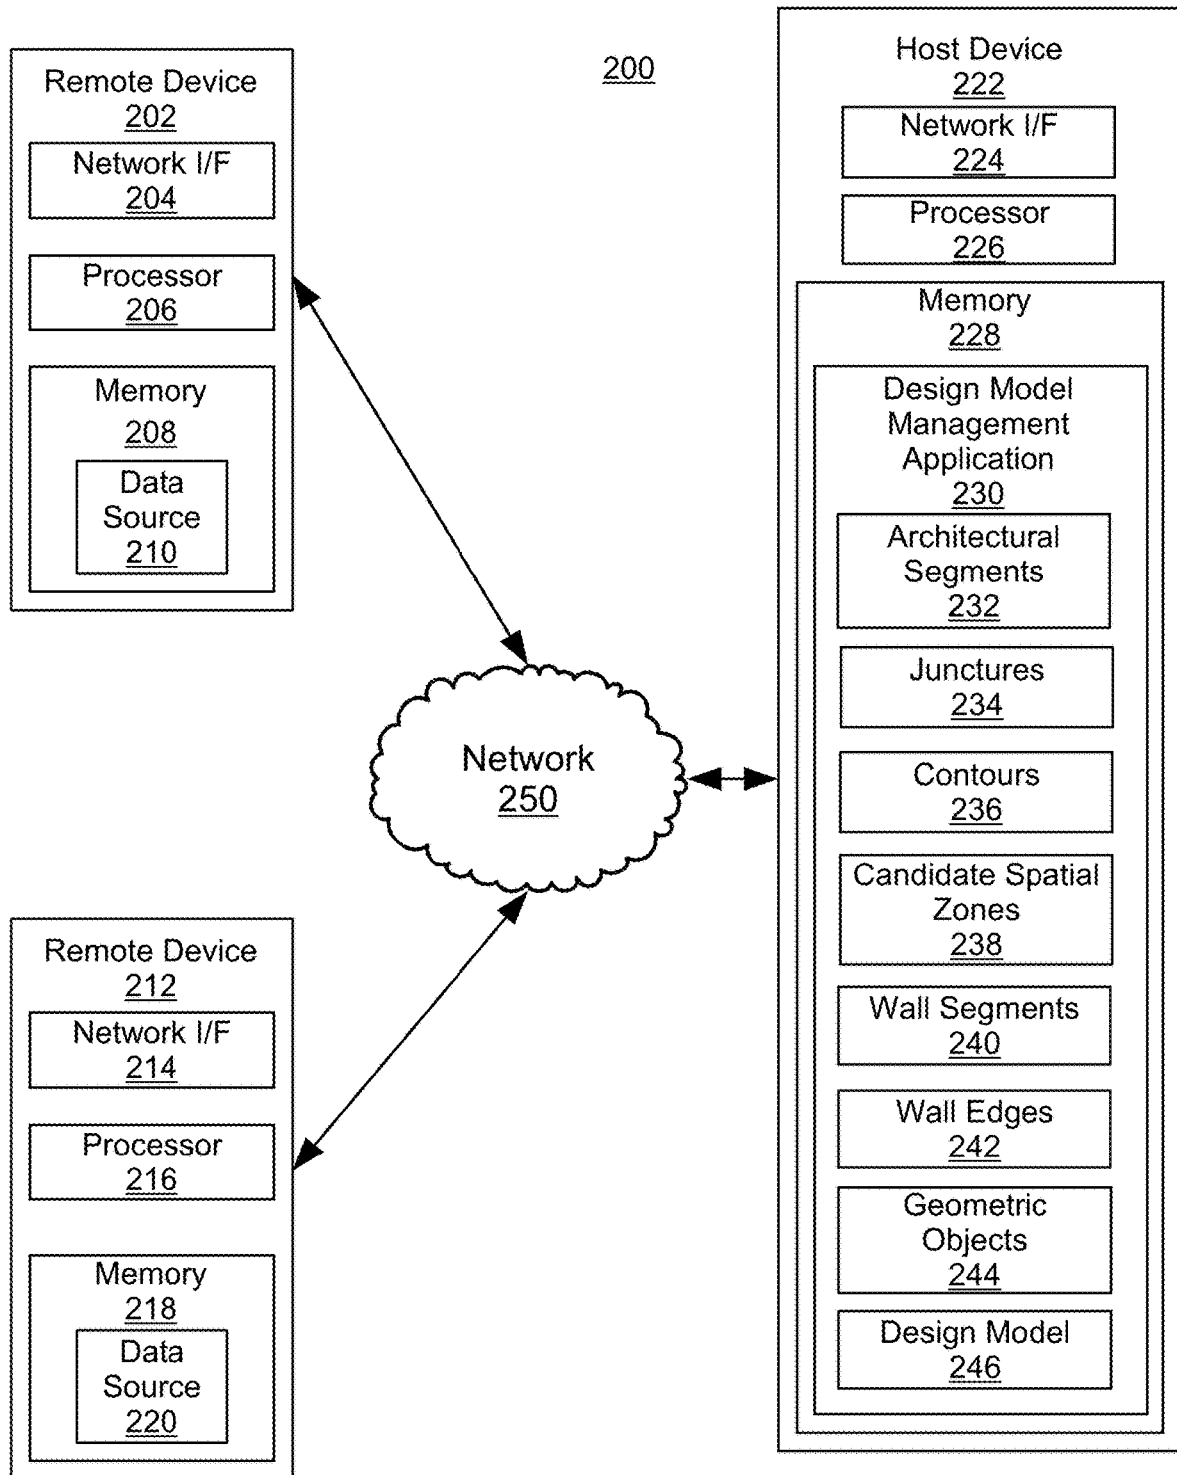 200
Remote Device
202
Network I/F
204
Processor
206
Memory
208
Data
Source
210
Network
250
Remote Device
212
Network I/F
214
Processor
216
Memory
218
Data
Source
220
Host Device
222
Network I/F
224
Processor
226
Memory
228
Design Model
Management
Application
230
Architectural
Segments
232
Junctures
234
Contours
236
Candidate Spatial
Zones
238
Wall Segments
240
Wall Edges
242
Geometric
Objects
244
Design Model
246